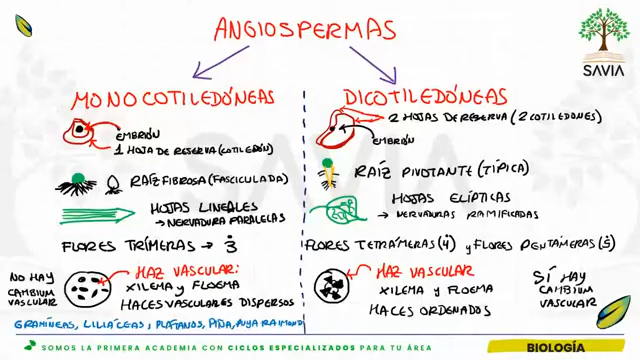 ANGIOSPERMAS
SAVIA
MONOCOTILEDÓNEAS
EMBRIÓN
1 HOJA DE RESERVA (COTILEDÓN)
RAÍZ FIBROSA (FASCICULADA)
HOJAS LINEALES
→ NERVADURA PARALELAS
FLORES TRÍMERAS → 3
NO HAY
CAMBIUM
VASCULAR
HAZ VASCULAR:
XILEMA y FLOEMA
HACES VASCULARES DISPERSOS
GRAMÍNEAS, LILIÁCEAS, PLÁTANOS, PIÑA, PUYA RAIMOND
DICOTILEDÓNEAS
2 HOJAS DE RESERVA (2 COTILEDONES)
EMBRIÓN
RAÍZ PIVOTANTE (TÍPICA)
HOJAS ELÍPTICAS
→ NERVADURAS RAMIFICADAS
FLORES TETRÁMERAS (4) y FLORES PENTÁMERAS (5)
HAZ VASCULAR
XILEMA y FLOEMA
HACES ORDENADOS
SÍ HAY
CAMBIUM
VASCULAR
SAVIA
SOMOS LA PRIMERA ACADEMIA CON CICLOS ESPECIALIZADOS PARA TU ÁREA
BIOLOGÍA